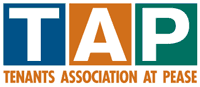 TAP
TENANTS ASSOCIATION AT PEASE